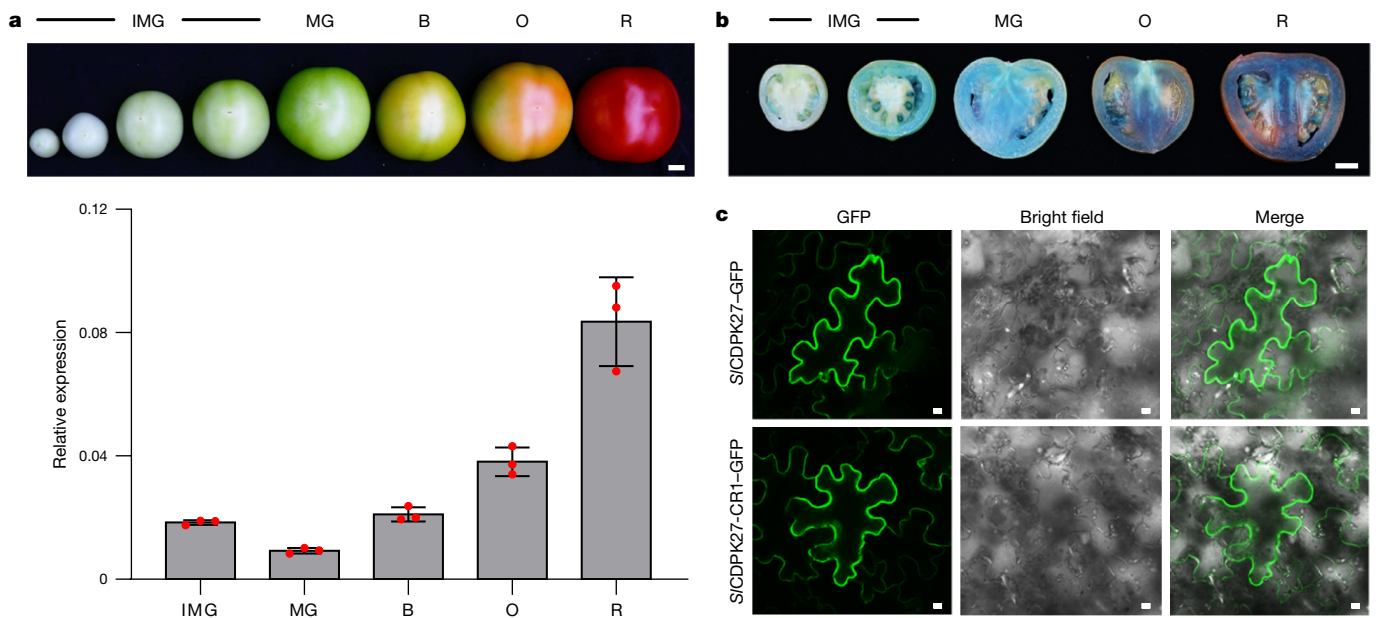 a
IMG MG B O R
0.12
0.08
0.04
0
Relative expression
IMG MG B O R
b
IMG MG O R
c
GFP Bright field Merge
SlCDPK27–GFP
SlCDPK27-CR1–GFP